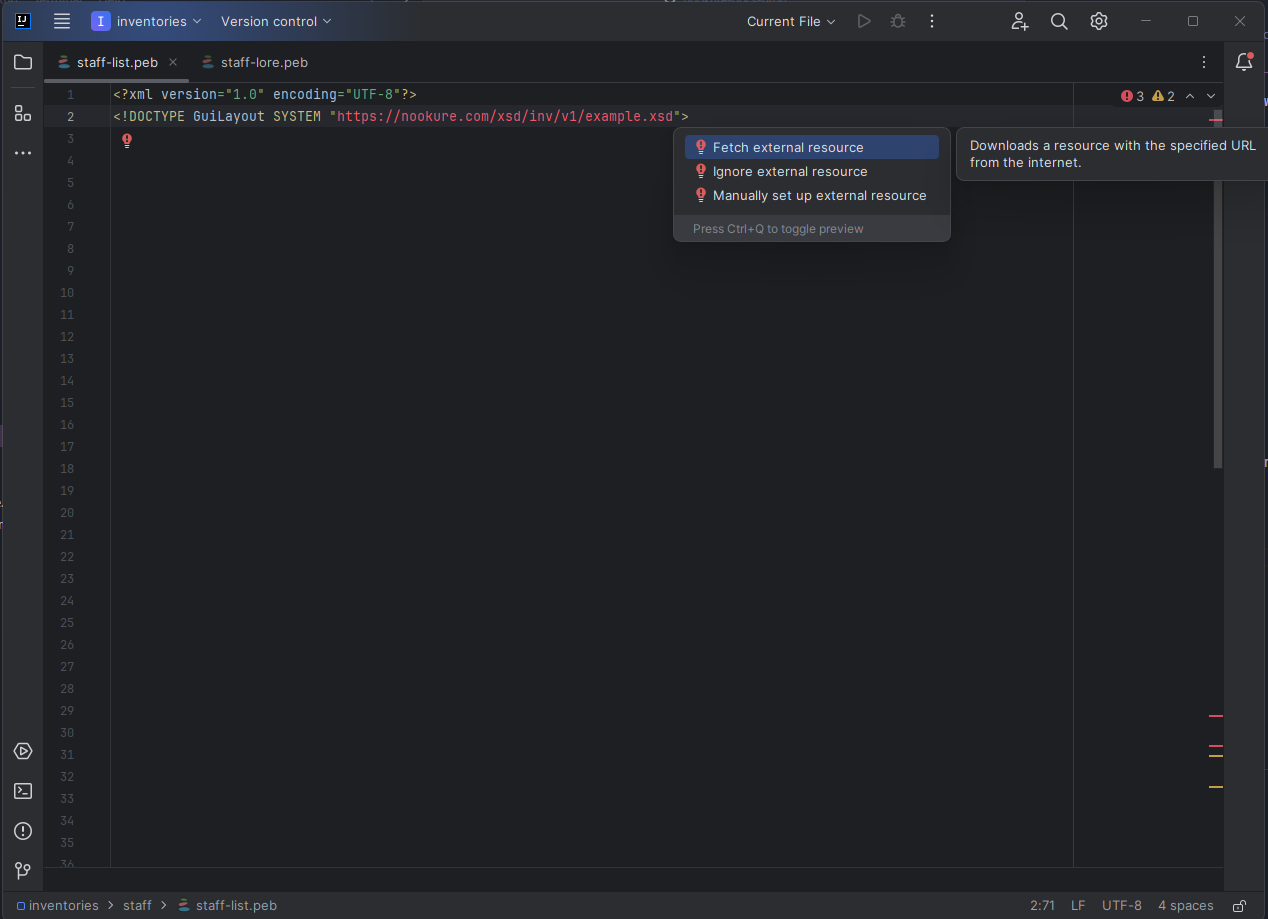 IJ
I inventories Version control Current File
staff-list.peb staff-lore.peb
1 <?xml version="1.0" encoding="UTF-8"?> 3 2
2 <!DOCTYPE GuiLayout SYSTEM "https://nookure.com/xsd/inv/v1/example.xsd">
3
4
5
6
7
8
9
10
11
12
13
14
15
16
17
18
19
20
21
22
23
24
25
26
27
28
29
30
31
32
33
34
35
36
Fetch external resource
Ignore external resource
Manually set up external resource
Press Ctrl+Q to toggle preview
Downloads a resource with the specified URL
from the internet.
inventories > staff > staff-list.peb 2:71 LF UTF-8 4 spaces